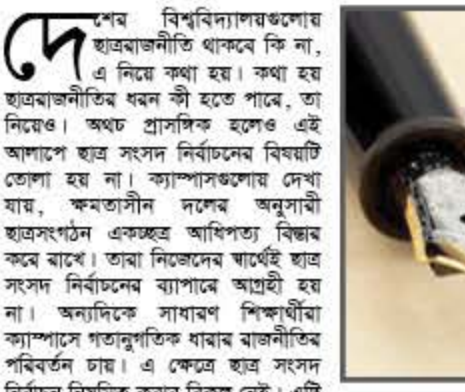 দেশের বিশ্ববিদ্যালয়গুলোয়
ছাত্ররাজনীতি থাকবে কি না,
এ নিয়ে কথা হয়। কথা হয়
ছাত্ররাজনীতির ধরন কী হতে পারে, তা
নিয়েও। অথচ প্রাসঙ্গিক হলেও এই
আলাপে ছাত্র সংসদ নির্বাচনের বিষয়টি
তোলা হয় না। ক্যাম্পাসগুলোয় দেখা
যায়, ক্ষমতাসীন দলের অনুসারী
ছাত্রসংগঠন একচ্ছত্র আধিপত্য বিস্তার
করে রাখে। তারা নিজেদের স্বার্থেই ছাত্র
সংসদ নির্বাচনের ব্যাপারে আগ্রহী হয়
না। অন্যদিকে সাধারণ শিক্ষার্থীরা
ক্যাম্পাসে গতানুগতিক ধারার রাজনীতির
পরিবর্তন চায়। এ ক্ষেত্রে ছাত্র সংসদ